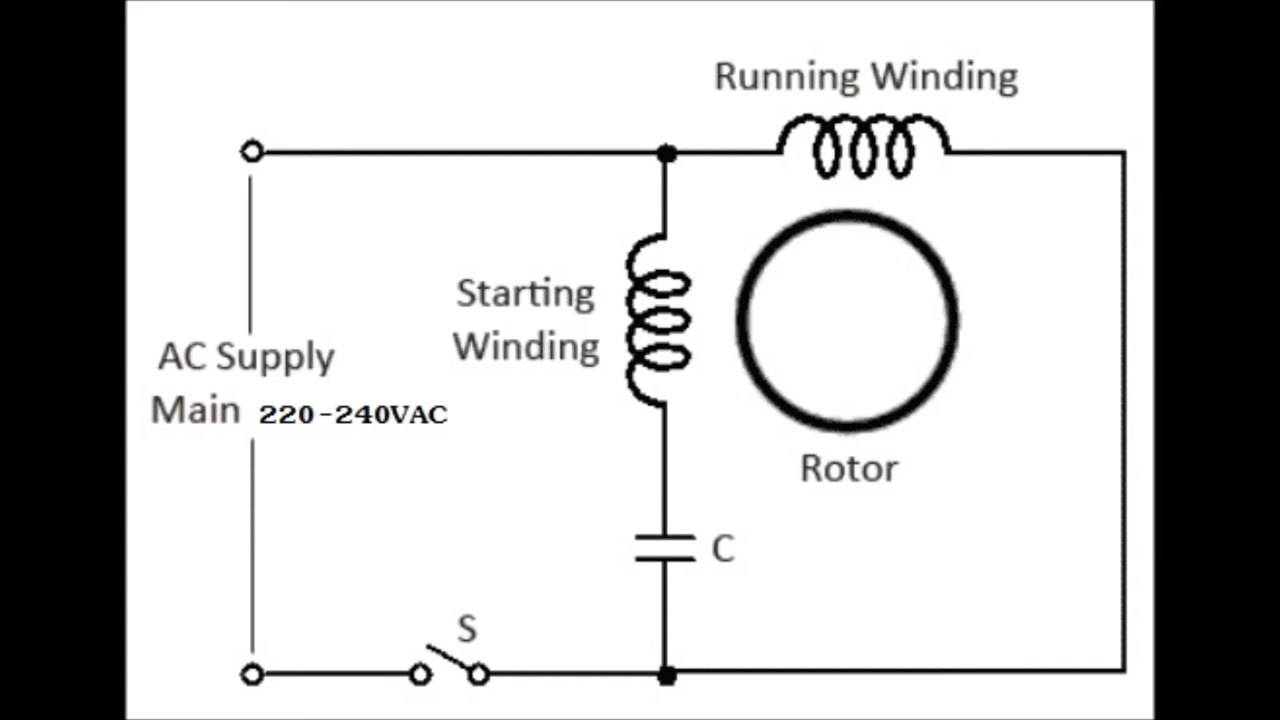 Running Winding
Starting
Winding
AC Supply
Main 220-240VAC
Rotor
C
S